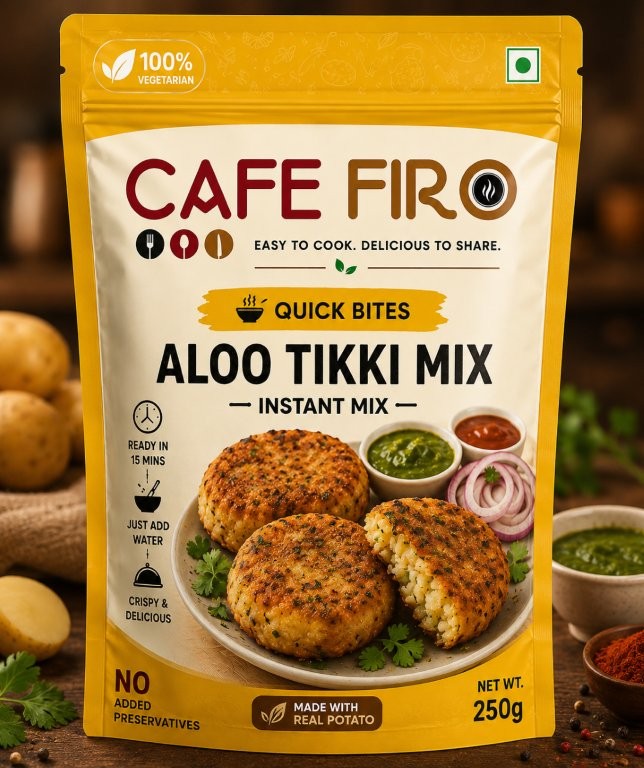 100%
VEGETARIAN
CAFE FIRO
EASY TO COOK. DELICIOUS TO SHARE.
QUICK BITES
ALOO TIKKI MIX
INSTANT MIX
READY IN
15 MINS
JUST ADD
WATER
CRISPY &
DELICIOUS
NO
ADDED
PRESERVATIVES
MADE WITH
REAL POTATO
NET WT.
250g